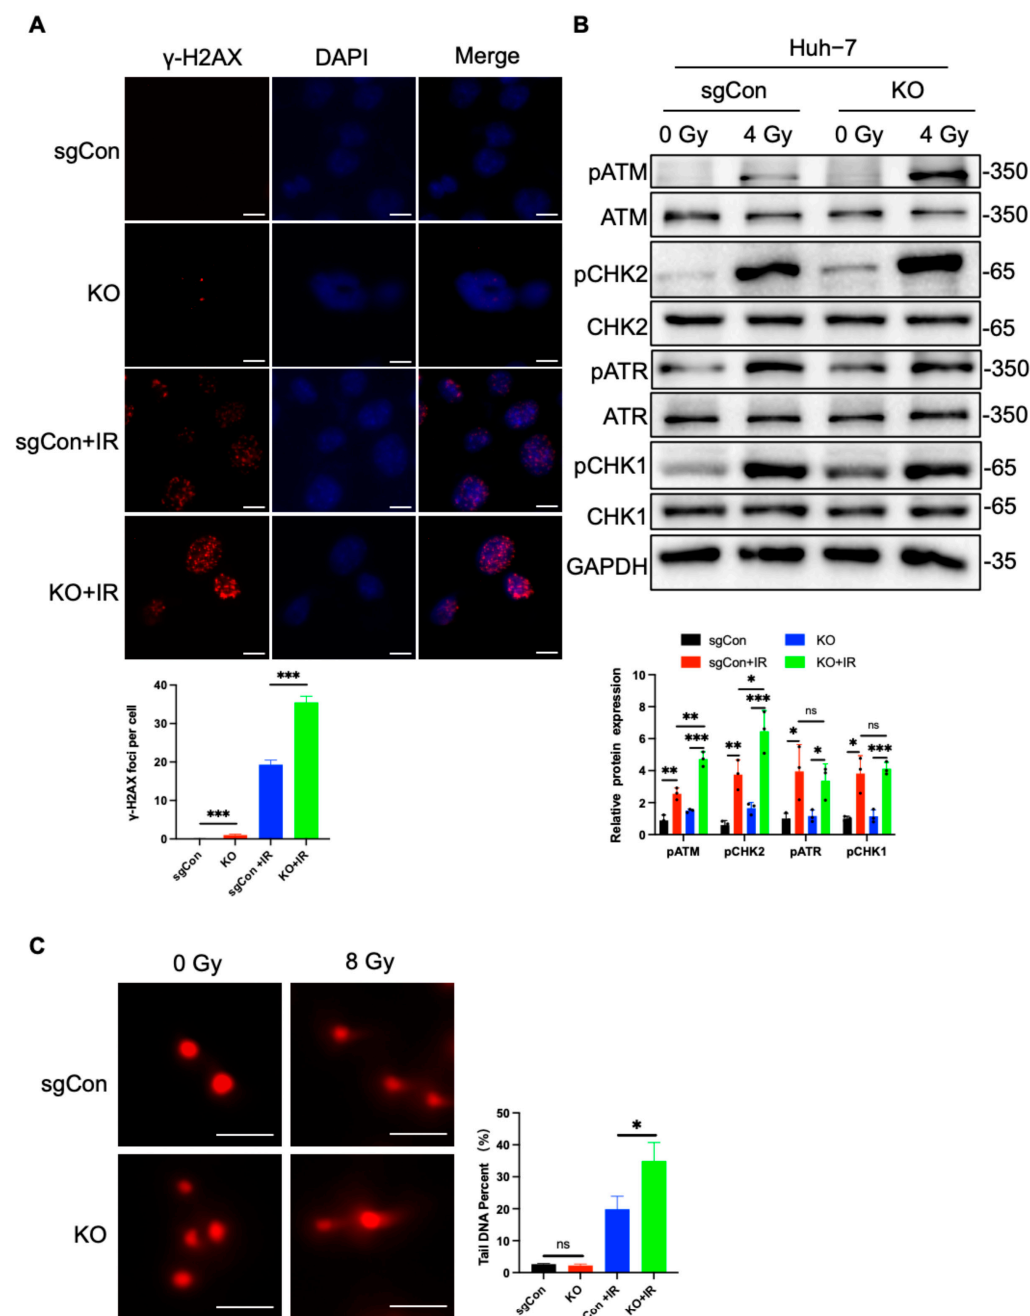 A
γ-H2AX DAPI Merge
sgCon
KO
sgCon+IR
KO+IR
***
***
γ-H2AX foci per cell
40
30
20
10
0
sgCon KO sgCon +IR KO+IR
B
Huh−7
sgCon KO
0 Gy 4 Gy 0 Gy 4 Gy
pATM -350
ATM -350
pCHK2 -65
CHK2 -65
pATR -350
ATR -350
pCHK1 -65
CHK1 -65
GAPDH -35
sgCon KO
sgCon+IR KO+IR
Relative protein expression
10
8
6
4
2
0
** *** ** ** *** * * * ns * *** ns
pATM pCHK2 pATR pCHK1
C
0 Gy 8 Gy
sgCon
KO
Tail DNA Percent (%)
50
40
30
20
10
0
ns *
sgCon KO Con +IR KO+IR